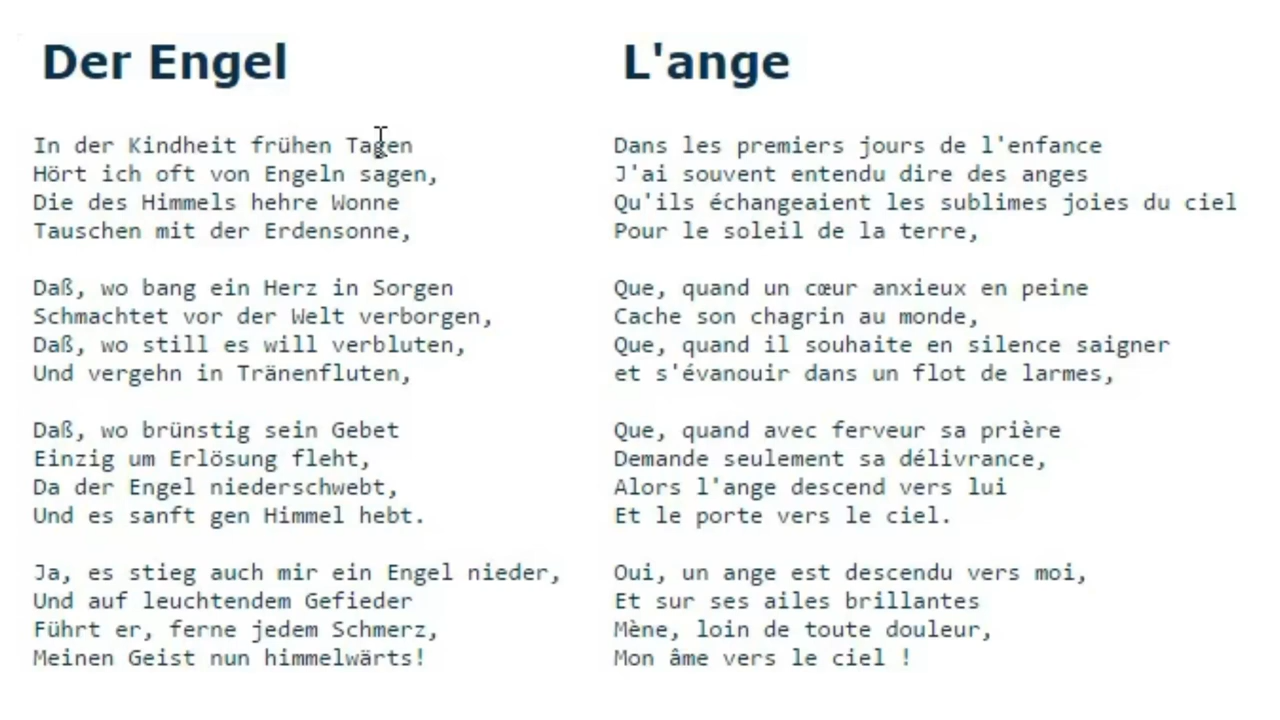 Der Engel
In der Kindheit frühen Tagen
Hört ich oft von Engeln sagen,
Die des Himmels hehre Wonne
Tauschen mit der Erdensonne,
Daß, wo bang ein Herz in Sorgen
Schmachtet vor der Welt verborgen,
Daß, wo still es will verbluten,
Und vergehn in Tränenfluten,
Daß, wo brünstig sein Gebet
Einzig um Erlösung fleht,
Da der Engel niederschwebt,
Und es sanft gen Himmel hebt.
Ja, es stieg auch mir ein Engel nieder,
Und auf leuchtendem Gefieder
Führt er, ferne jedem Schmerz,
Meinen Geist nun himmelwärts!
L'ange
Dans les premiers jours de l'enfance
J'ai souvent entendu dire des anges
Qu'ils échangeaient les sublimes joies du ciel
Pour le soleil de la terre,
Que, quand un cœur anxieux en peine
Cache son chagrin au monde,
Que, quand il souhaite en silence saigner
et s'évanouir dans un flot de larmes,
Que, quand avec ferveur sa prière
Demande seulement sa délivrance,
Alors l'ange descend vers lui
Et le porte vers le ciel.
Oui, un ange est descendu vers moi,
Et sur ses ailes brillantes
Mène, loin de toute douleur,
Mon âme vers le ciel !